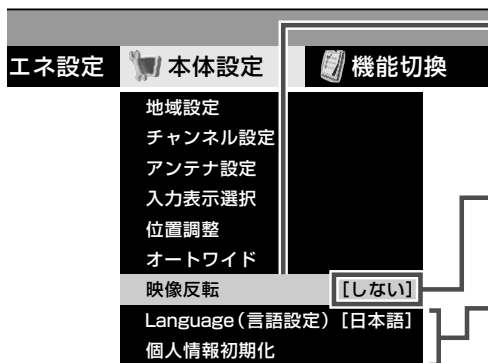 エネ設定 本体設定 機能切換
地域設定
チャンネル設定
アンテナ設定
入力表示選択
位置調整
オートワイド
映像反転 [しない]
Language(言語設定) [日本語]
個人情報初期化